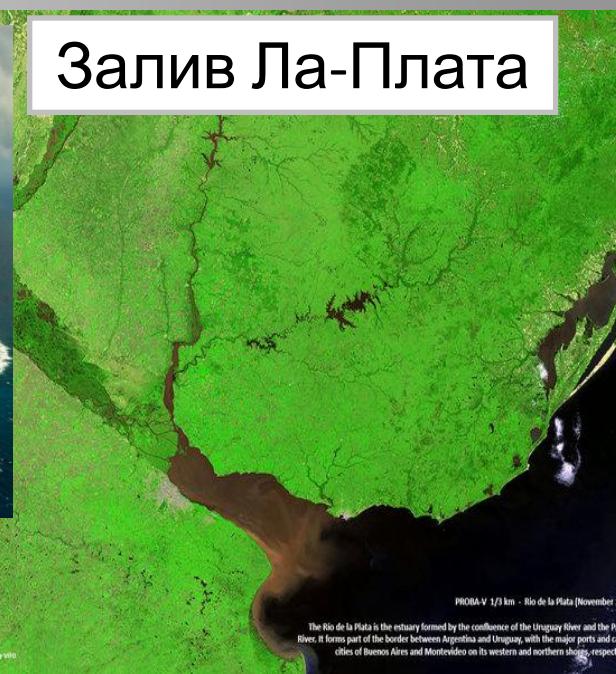 Залив Ла-Плата
PROBA-V 1/3 km - Rio de la Plata (November
The Rio de la Plata is the estuary formed by the confluence of the Uruguay River and the
River. It forms part of the border between Argentina and Uruguay, with the major ports and
cities of Buenos Aires and Montevideo on its western and northern shores,